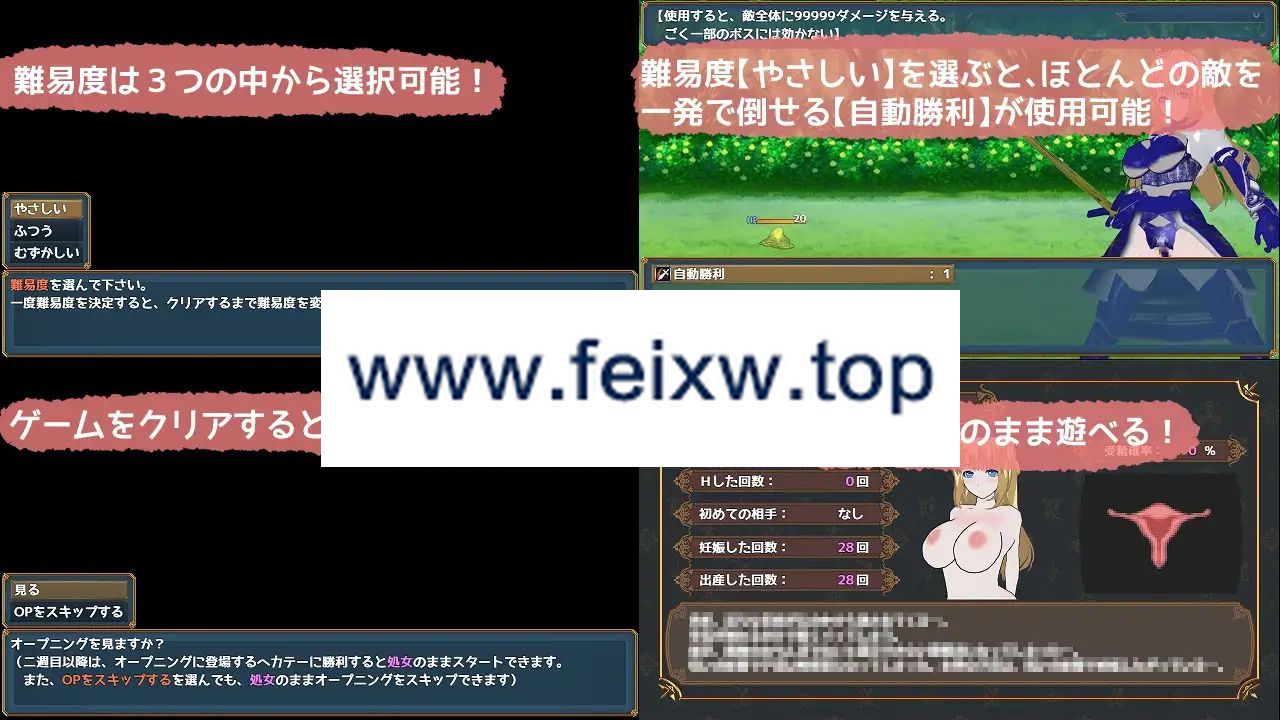 難易度は３つの中から選択可能！
やさしい
ふつう
むずかしい
難易度を選んで下さい。
一度難易度を決定すると、クリアするまで難易度を変
【使用すると、敵全体に99999ダメージを与える。
ごく一部のボスには効かない】
難易度【やさしい】を選ぶと、ほとんどの敵を
一発で倒せる【自動勝利】が使用可能！
HP 20
自動勝利 ： 1
www.feixw.top
ゲームをクリアすると
見る
OPをスキップする
オープニングを見ますか？
（二週目以降は、オープニングに登場するヘカテーに勝利すると処女のままスタートできます。
また、OPをスキップするを選んでも、処女のままオープニングをスキップできます）
のまま遊べる！
受精確率： 0 %
Hした回数： 0回
初めての相手： なし
妊娠した回数： 28回
出産した回数： 28回